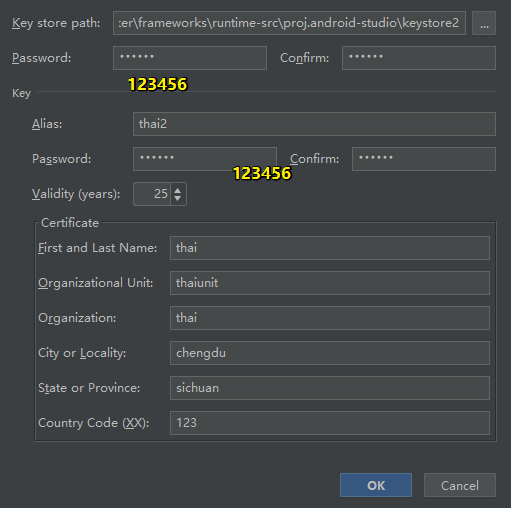 Key store path: :er\frameworks\runtime-src\proj.android-studio\keystore2 ...
Password: •••••• Confirm: ••••••
123456
Key
Alias: thai2
Password: •••••• Confirm: ••••••
123456
Validity (years): 25
Certificate
First and Last Name: thai
Organizational Unit: thaiunit
Organization: thai
City or Locality: chengdu
State or Province: sichuan
Country Code (XX): 123
OK Cancel